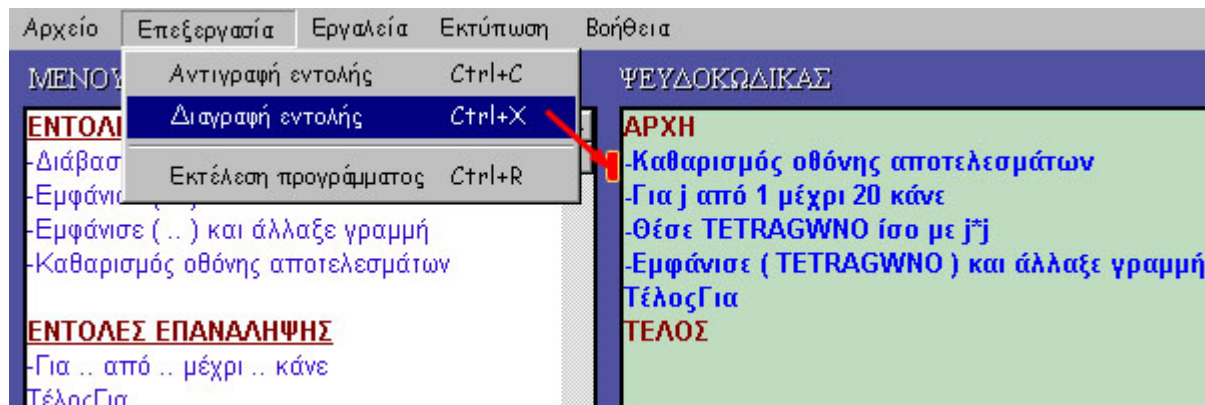 Αρχείο Επεξεργασία Εργαλεία Εκτύπωση Βοήθεια
ΜΕΝΟΥ
Αντιγραφή εντολής Ctrl+C
Διαγραφή εντολής Ctrl+X
Εκτέλεση προγράμματος Ctrl+R
-Εμφάνισε ( .. ) και άλλαξε γραμμή
-Καθαρισμός οθόνης αποτελεσμάτων
ΕΝΤΟΛΕΣ ΕΠΑΝΑΛΗΨΗΣ
-Για .. από .. μέχρι .. κάνε
ΤέλοςΓια
ΨΕΥΔΟΚΩΔΙΚΑΣ
ΑΡΧΗ
-Καθαρισμός οθόνης αποτελεσμάτων
-Για j από 1 μέχρι 20 κάνε
-Θέσε TETRAGWNO ίσο με j*j
-Εμφάνισε ( TETRAGWNO ) και άλλαξε γραμμή
ΤέλοςΓια
ΤΕΛΟΣ